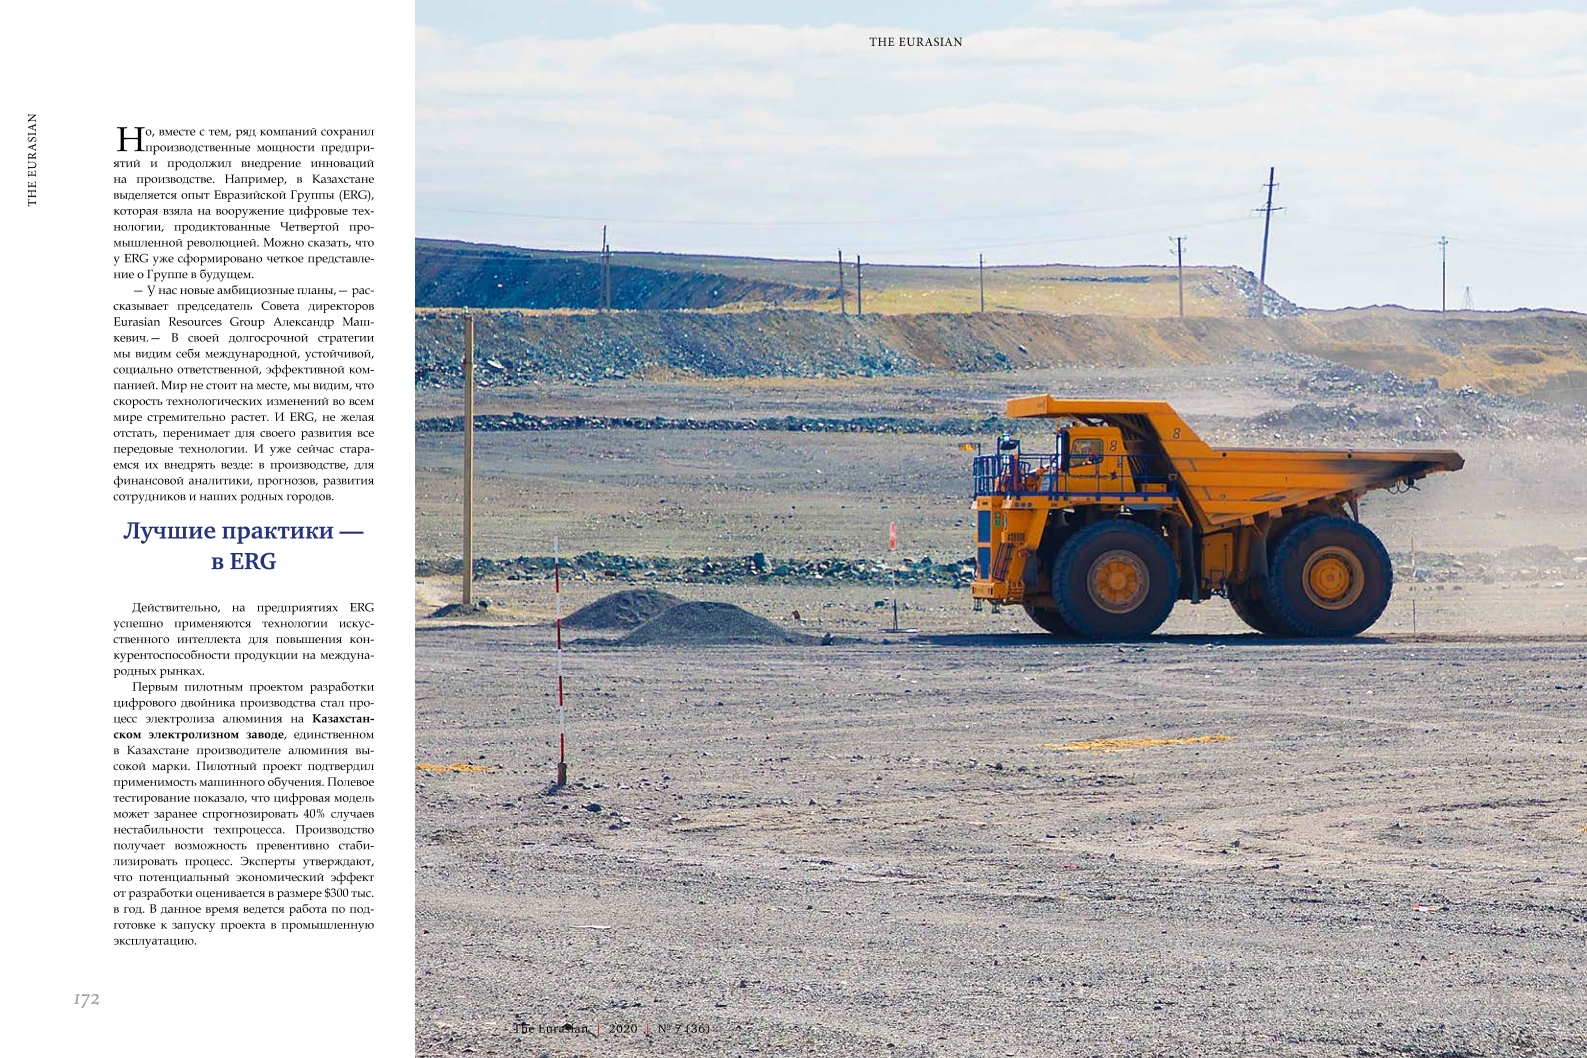 THE EURASIAN
THE EURASIAN
Но, вместе с тем, ряд компаний сохранил
производственные мощности предпри-
ятий и продолжил внедрение инноваций
на производстве. Например, в Казахстане
выделяется опыт Евразийской Группы (ERG),
которая взяла на вооружение цифровые тех-
нологии, продиктованные Четвертой про-
мышленной революцией. Можно сказать, что
у ERG уже сформировано четкое представле-
ние о Группе в будущем.
— У нас новые амбициозные планы,— рас-
сказывает председатель Совета директоров
Eurasian Resources Group Александр Маш-
кевич.— В своей долгосрочной стратегии
мы видим себя международной, устойчивой,
социально ответственной, эффективной ком-
панией. Мир не стоит на месте, мы видим, что
скорость технологических изменений во всем
мире стремительно растет. И ERG, не желая
отстать, перенимает для своего развития все
передовые технологии. И уже сейчас стара-
емся их внедрять везде: в производстве, для
финансовой аналитики, прогнозов, развития
сотрудников и наших родных городов.
Лучшие практики —
в ERG
Действительно, на предприятиях ERG
успешно применяются технологии искус-
ственного интеллекта для повышения кон-
курентоспособности продукции на междуна-
родных рынках.
Первым пилотным проектом разработки
цифрового двойника производства стал про-
цесс электролиза алюминия на Казахстан-
ском электролизном заводе, единственном
в Казахстане производителе алюминия вы-
сокой марки. Пилотный проект подтвердил
применимость машинного обучения. Полевое
тестирование показало, что цифровая модель
может заранее спрогнозировать 40% случаев
нестабильности техпроцесса. Производство
получает возможность превентивно стаби-
лизировать процесс. Эксперты утверждают,
что потенциальный экономический эффект
от разработки оценивается в размере $300 тыс.
в год. В данное время ведется работа по под-
готовке к запуску проекта в промышленную
эксплуатацию.
172
8
8
The Eurasian | 2020 | № 7 (36)